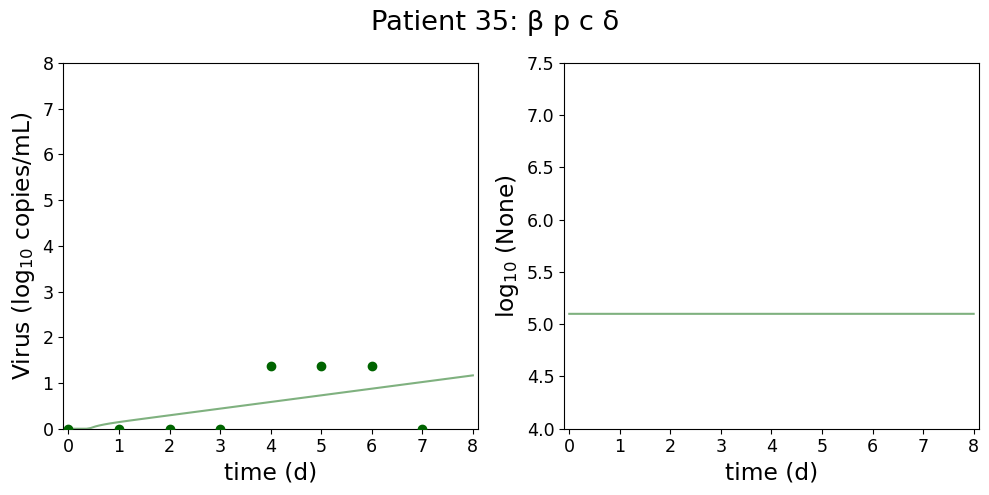 Patient 35: β p c δ
Virus (log10 copies/mL)
8
7
6
5
4
3
2
1
0
0 1 2 3 4 5 6 7 8
time (d)
log10 (None)
7.5
7.0
6.5
6.0
5.5
5.0
4.5
4.0
0 1 2 3 4 5 6 7 8
time (d)